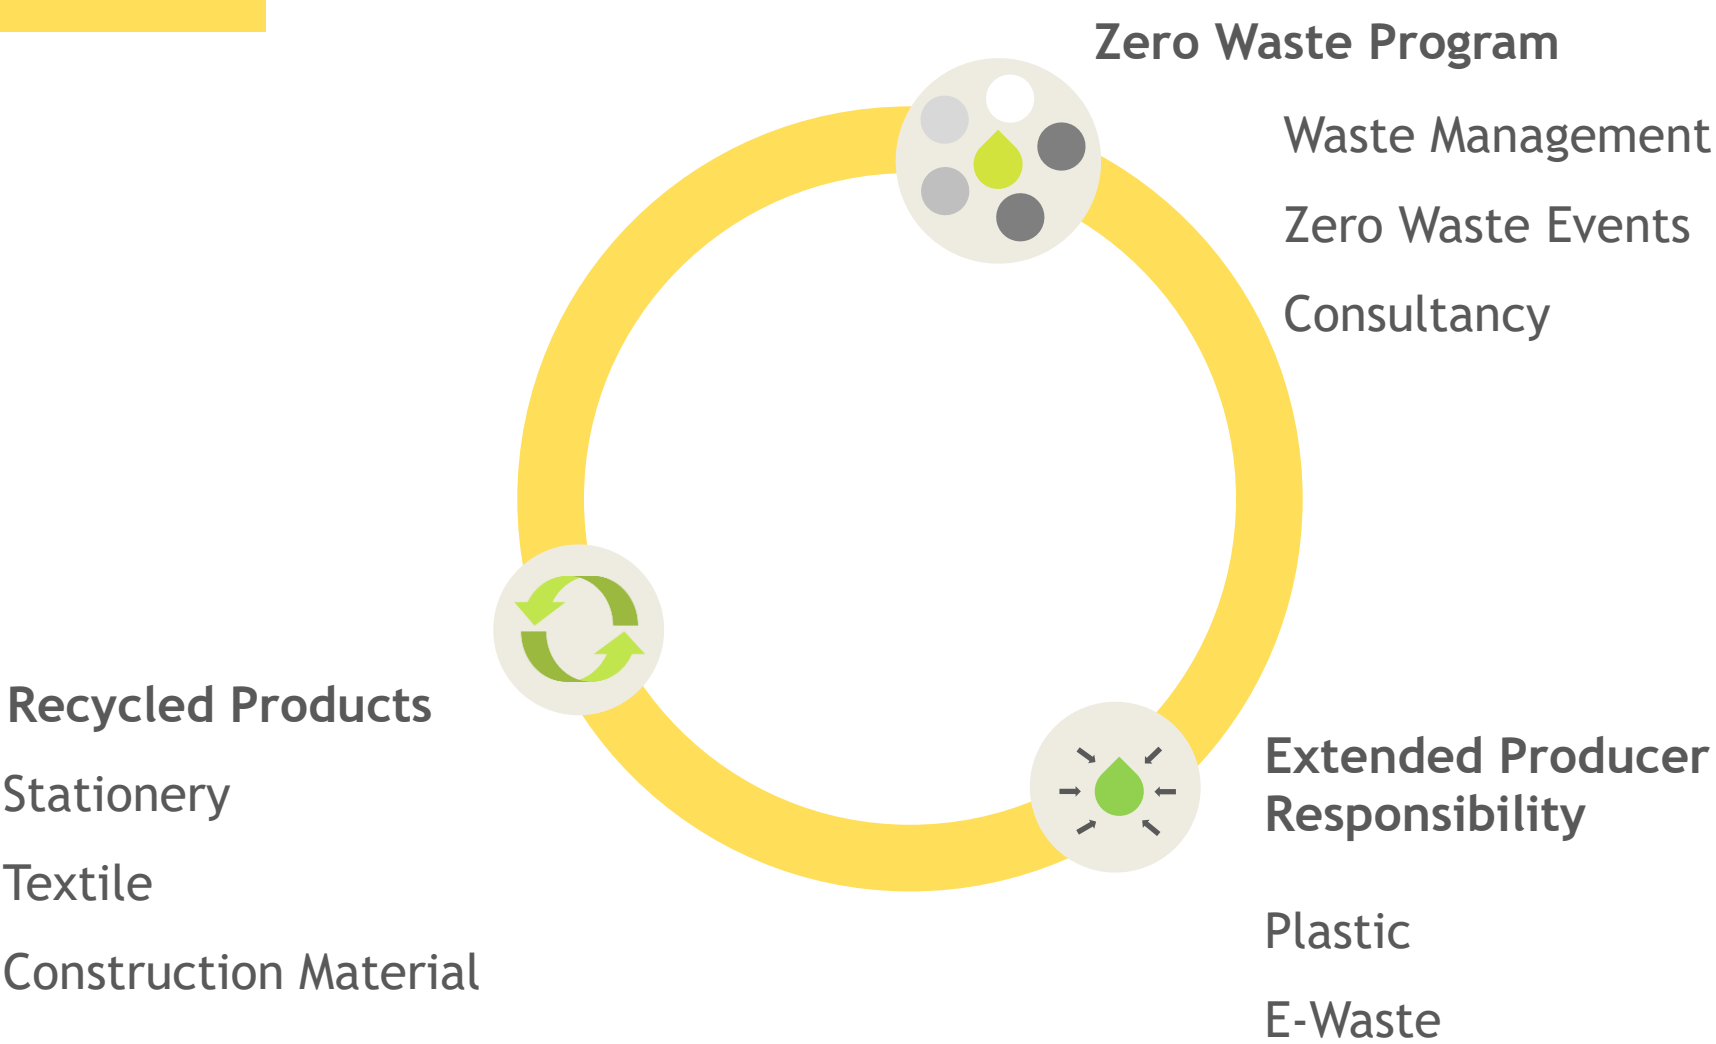 Zero Waste Program
Waste Management
Zero Waste Events
Consultancy
Recycled Products
Stationery
Textile
Construction Material
Extended Producer
Responsibility
Plastic
E-Waste